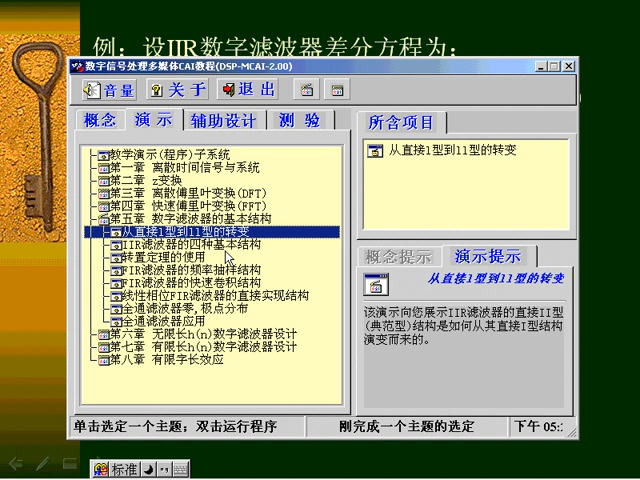 例：设IIR数字滤波器差分方程为：
数字信号处理多媒体CAI教程(DSP-MCAI-2.00)
音量 关于 退出
概念 演示 辅助设计 测验
所含项目
教学演示(程序)子系统
第一章 离散时间信号与系统
第二章 z变换
第三章 离散傅里叶变换(DFT)
第四章 快速傅里叶变换(FFT)
第五章 数字滤波器的基本结构
从直接1型到11型的转变
IIR滤波器的四种基本结构
转置定理的使用
FIR滤波器的频率抽样结构
FIR滤波器的快速卷积结构
线性相位FIR滤波器的直接实现结构
全通滤波器零,极点分布
全通滤波器应用
第六章 无限长h(n)数字滤波器设计
第七章 有限长h(n)数字滤波器设计
第八章 有限字长效应
从直接1型到11型的转变
概念提示 演示提示
从直接1型到11型的转变
该演示向您展示IIR滤波器的直接II型
(典范型)结构是如何从其直接I型结构
演变而来的。
单击选定一个主题；双击运行程序
刚完成一个主题的选定
下午 05:
标准